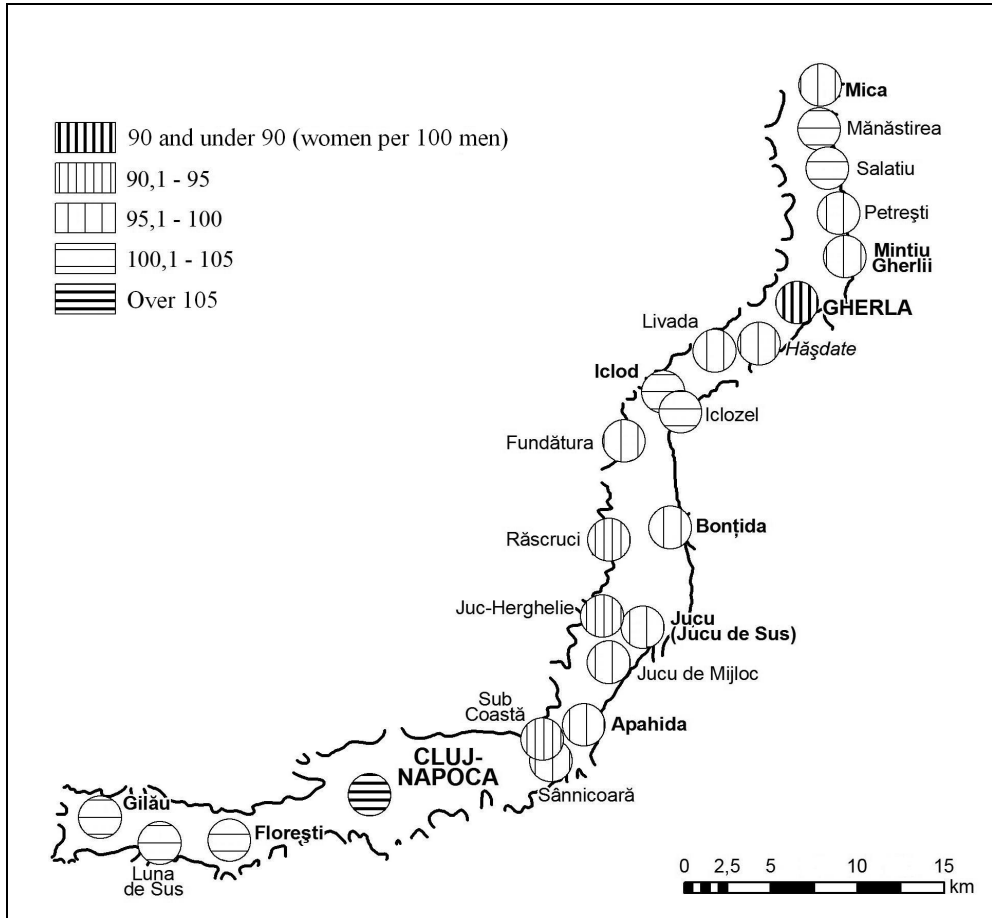 90 and under 90 (women per 100 men)
90,1 - 95
95,1 - 100
100,1 - 105
Over 105
Mica
Mănăstirea
Salatiu
Petreşti
Mintiu
Gherlii
GHERLA
Livada
Hăşdate
Iclod
Iclozel
Fundătura
Bonţida
Răscruci
Juc-Herghelie
Jucu
(Jucu de Sus)
Jucu de Mijloc
Sub
Coastă
Apahida
CLUJ-
NAPOCA
Sânnicoară
Gilău
Floreşti
Luna
de Sus
0 2,5 5 10 15
km